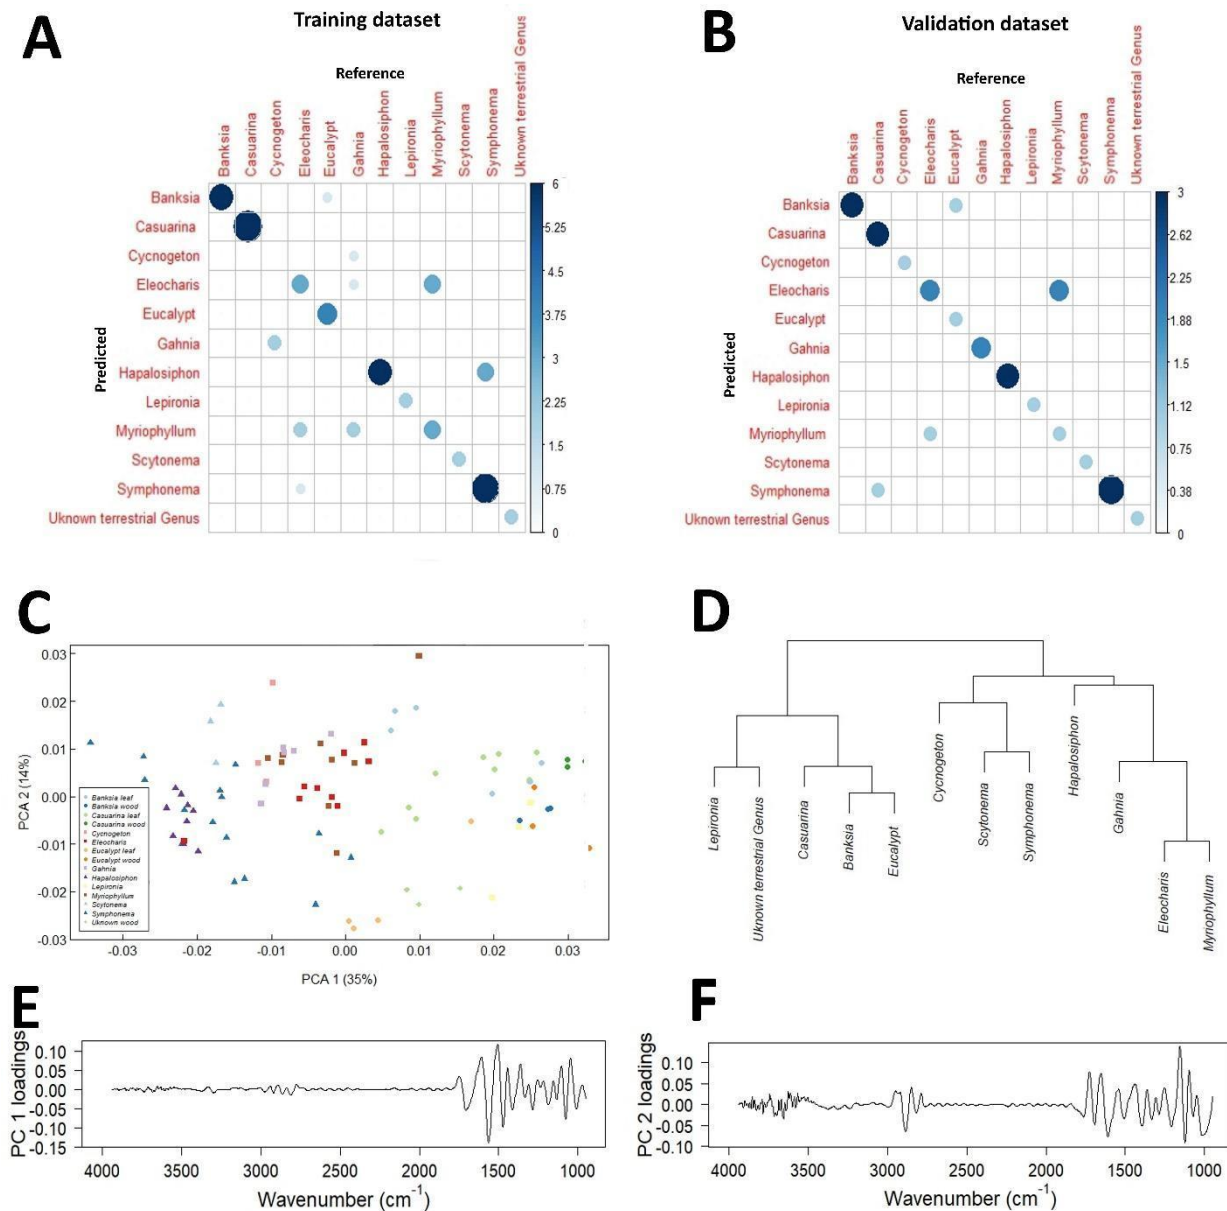 A
Training dataset
Reference
Banksia
Casuarina
Cycnogeton
Eleocharis
Eucalypt
Gahnia
Hapalosiphon
Lepironia
Myriophyllum
Scytonema
Symphonema
Uknown terrestrial Genus
Predicted
Banksia
Casuarina
Cycnogeton
Eleocharis
Eucalypt
Gahnia
Hapalosiphon
Lepironia
Myriophyllum
Scytonema
Symphonema
Uknown terrestrial Genus
6
5.25
4.5
3.75
3
2.25
1.5
0.75
0
B
Validation dataset
Reference
Banksia
Casuarina
Cycnogeton
Eleocharis
Eucalypt
Gahnia
Hapalosiphon
Lepironia
Myriophyllum
Scytonema
Symphonema
Uknown terrestrial Genus
Predicted
Banksia
Casuarina
Cycnogeton
Eleocharis
Eucalypt
Gahnia
Hapalosiphon
Lepironia
Myriophyllum
Scytonema
Symphonema
Uknown terrestrial Genus
3
2.62
2.25
1.88
1.5
1.12
0.75
0.38
0
C
PCA 2 (14%)
0.03
0.02
0.01
0.00
-0.01
-0.02
-0.03
Banksia leaf
Banksia wood
Casuarina leaf
Casuarina wood
Cycnogeton
Eleocharis
Eucalypt leaf
Eucalypt wood
Gahnia
Hapalosiphon
Lepironia
Myriophyllum
Scytonema
Symphonema
Uknown wood
-0.03
-0.02
-0.01
0.00
0.01
0.02
0.03
PCA 1 (35%)
D
Lepironia
Uknown terrestrial Genus
Casuarina
Banksia
Eucalypt
Cycnogeton
Scytonema
Symphonema
Hapalosiphon
Gahnia
Eleocharis
Myriophyllum
E
PC 1 loadings
0.10
0.05
0.00
-0.05
-0.10
-0.15
4000
3500
3000
2500
2000
1500
1000
Wavenumber (cm⁻¹)
F
PC 2 loadings
0.10
0.05
0.00
-0.05
-0.10
4000
3500
3000
2500
2000
1500
1000
Wavenumber (cm⁻¹)